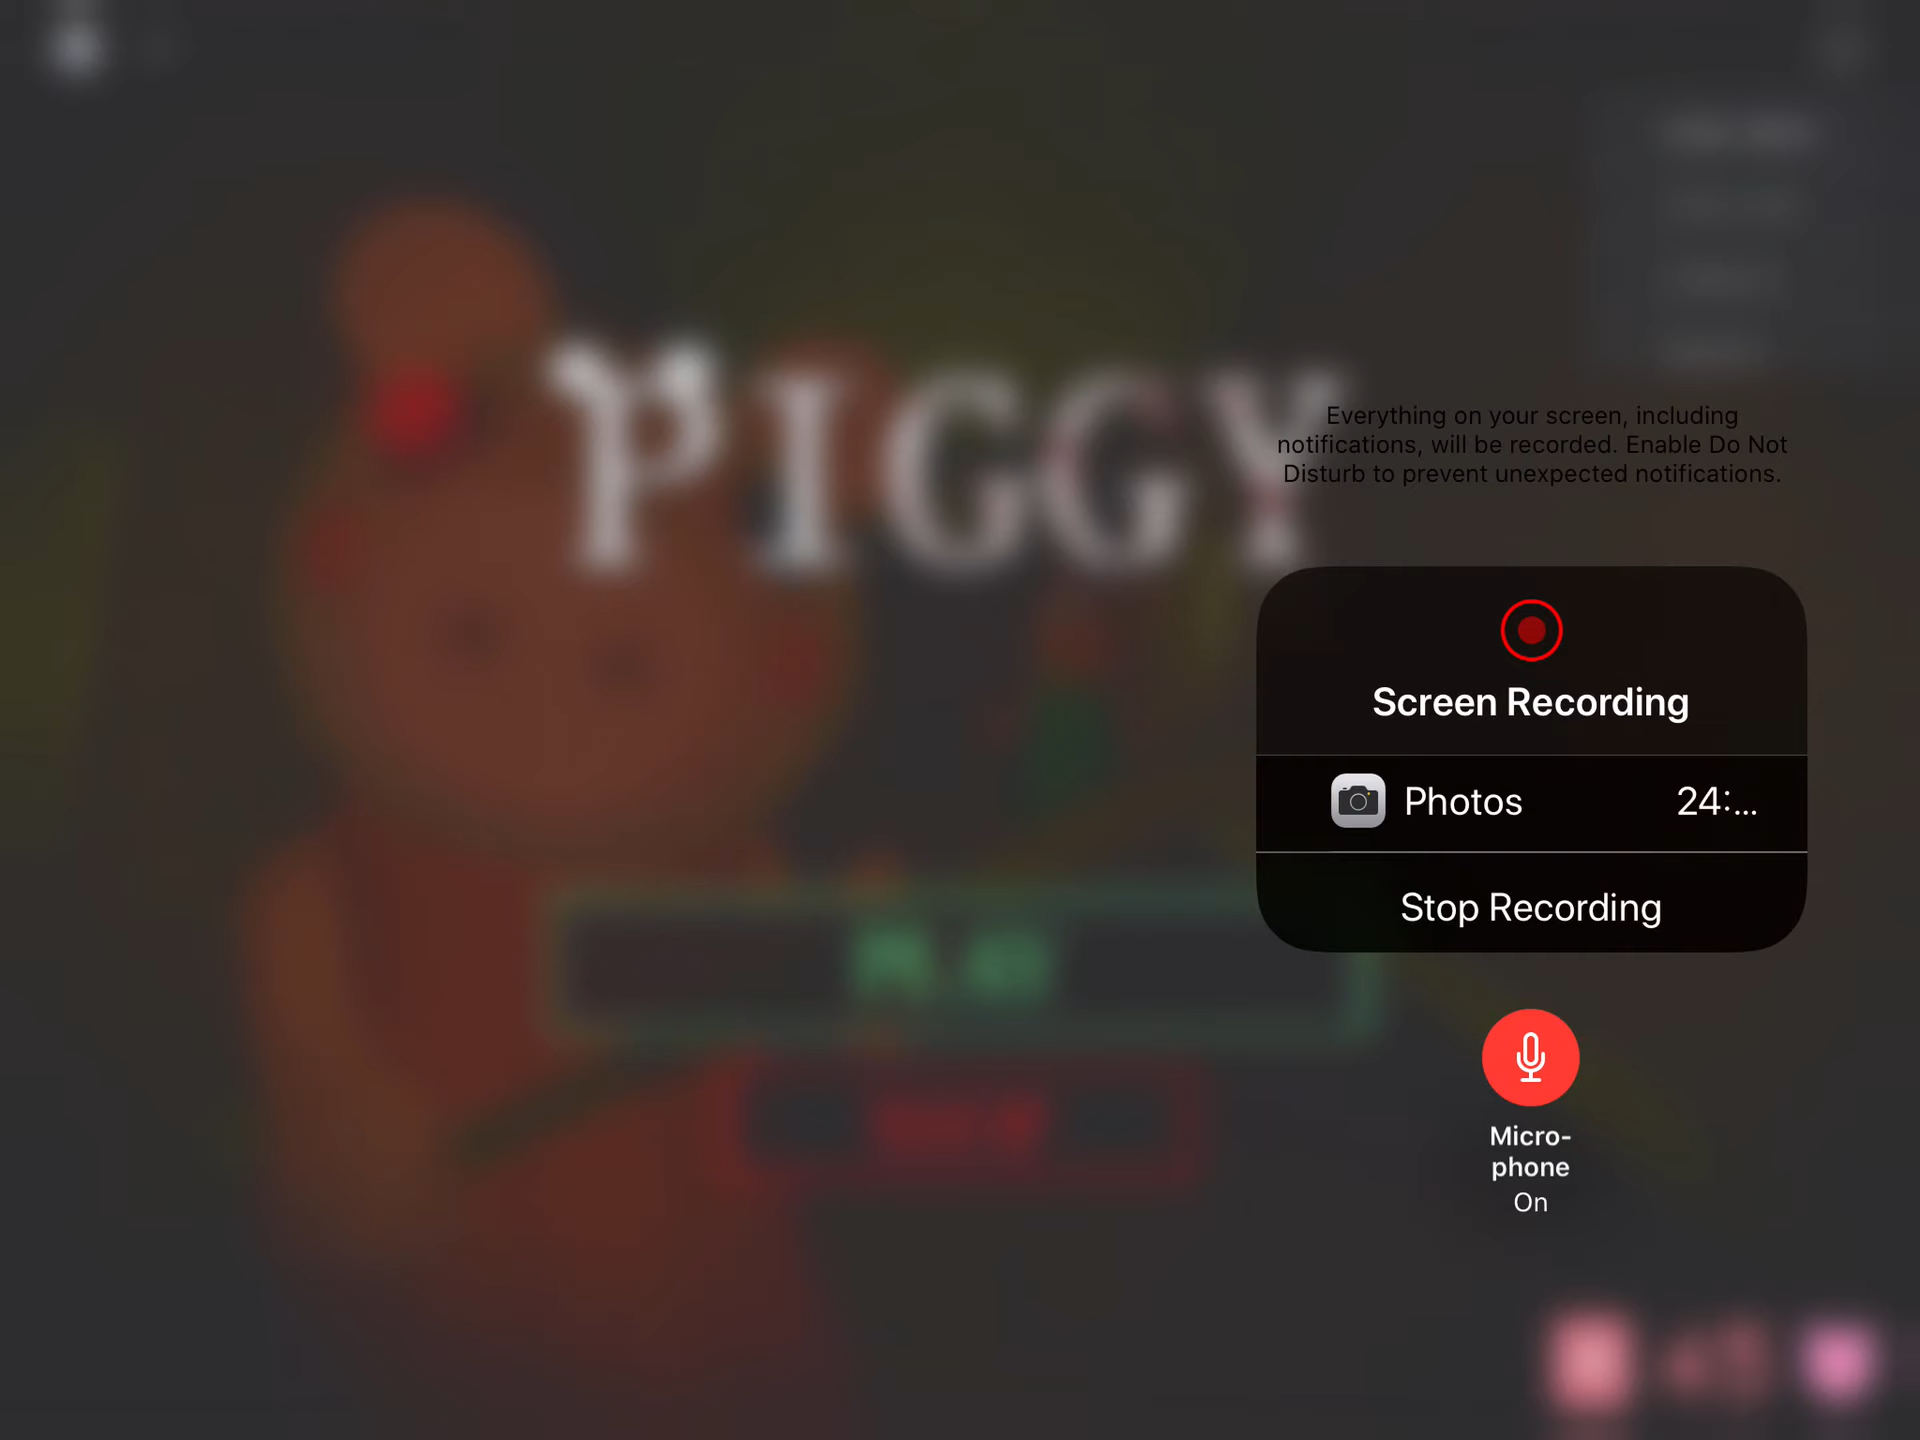 PIGGY
Everything on your screen, including
notifications, will be recorded. Enable Do Not
Disturb to prevent unexpected notifications.
Screen Recording
Photos 24:...
Stop Recording
PLAY
Micro-
phone
On